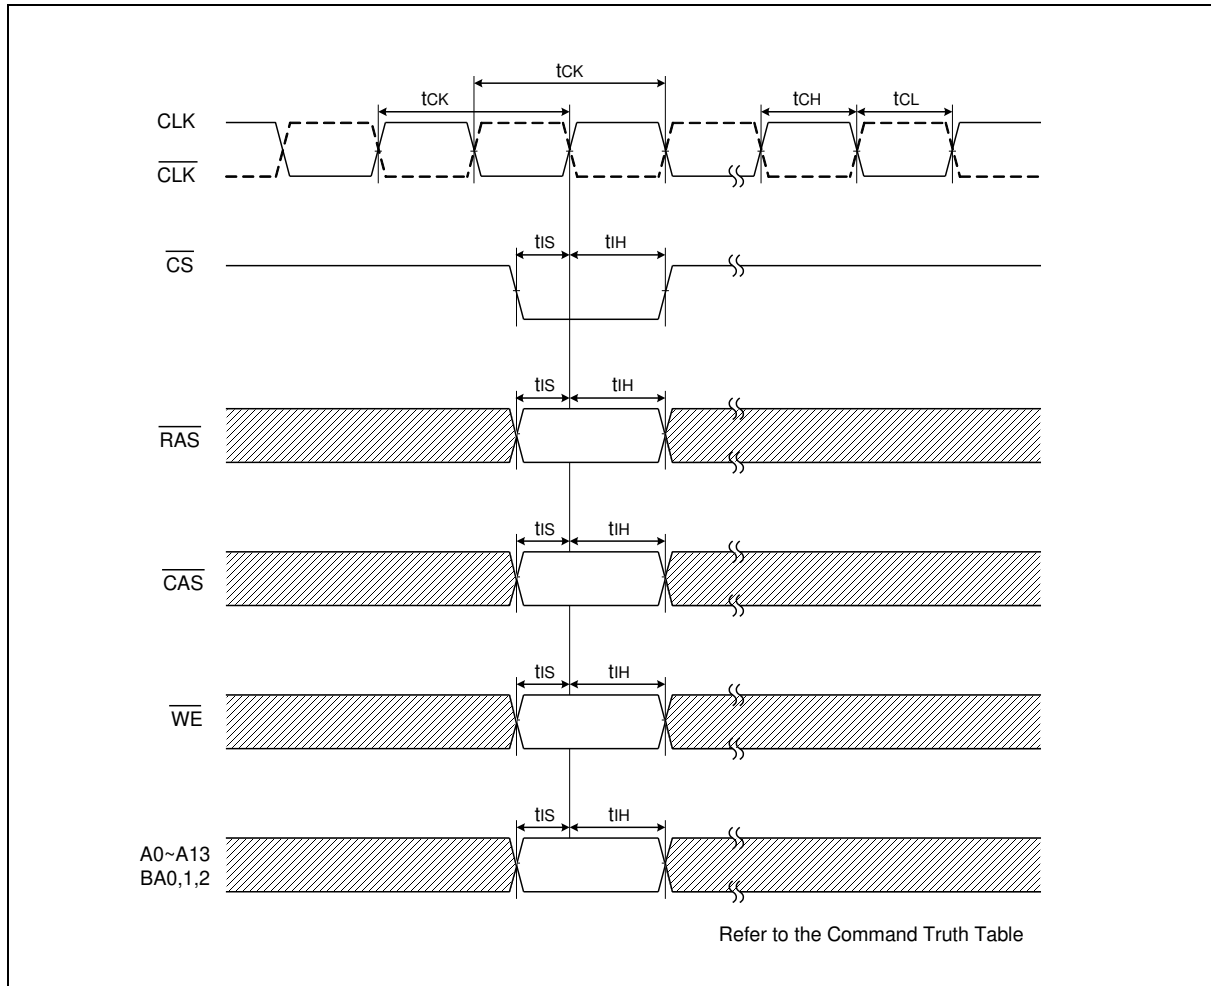 tCK
tCK tCH tCL
CLK
CLK
tIS tIH
CS
tIS tIH
RAS
tIS tIH
CAS
tIS tIH
WE
tIS tIH
A0~A13
BA0,1,2
Refer to the Command Truth Table